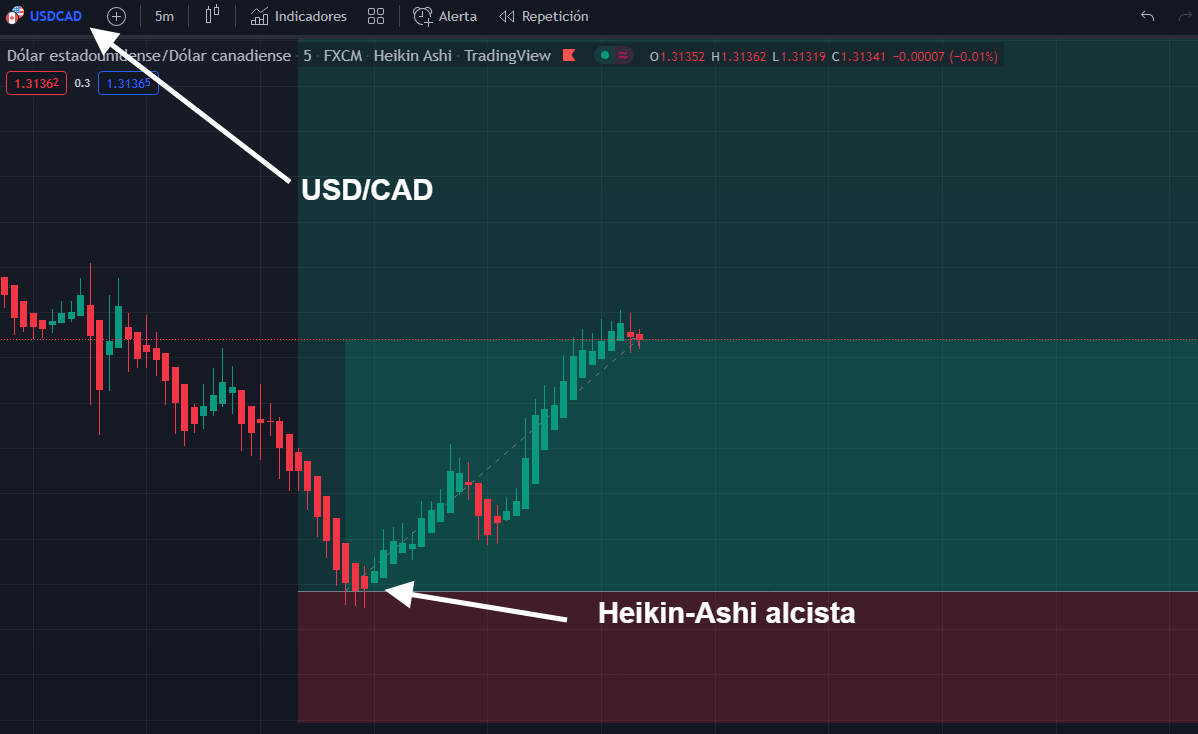 USDCAD 5m Indicadores Alerta Repetición
Dólar estadounidense/Dólar canadiense · 5 · FXCM · Heikin Ashi · TradingView O1.31352 H1.31362 L1.31319 C1.31341 −0.00007 (−0.01%)
1.31362 0.3 1.31365
USD/CAD
Heikin-Ashi alcista